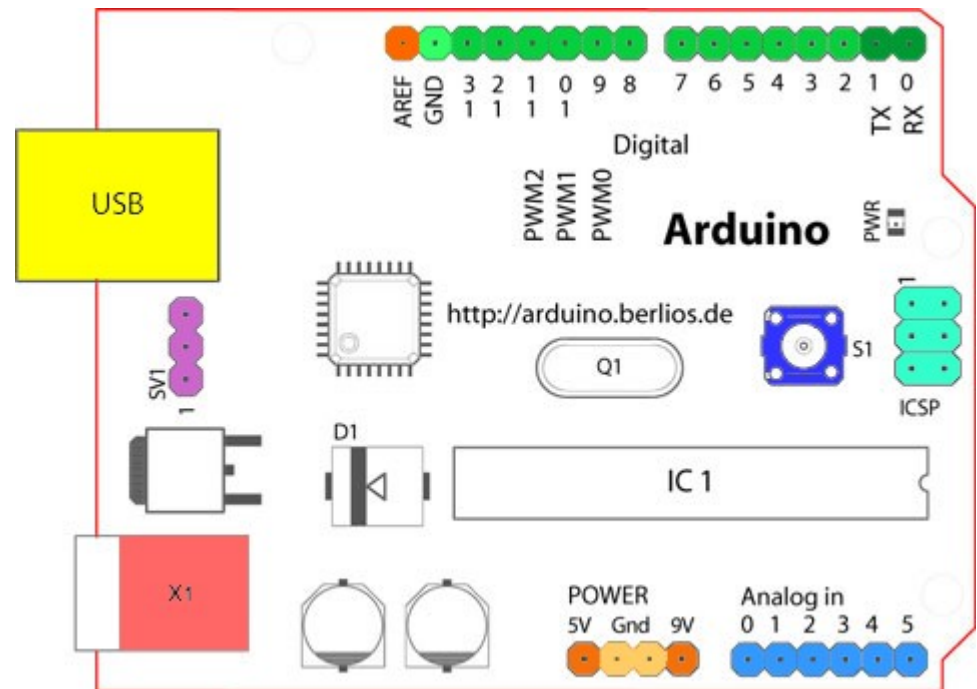 AREF
GND
13
12
11
10
9 8
7 6 5 4 3 2 1 0
TX
RX
Digital
USB
PWM2
PWM1
PWM0
Arduino
PWR
1
http://arduino.berlios.de
SV1
1
Q1
S1
ICSP
D1
IC 1
X1
POWER
5V Gnd 9V
Analog in
0 1 2 3 4 5